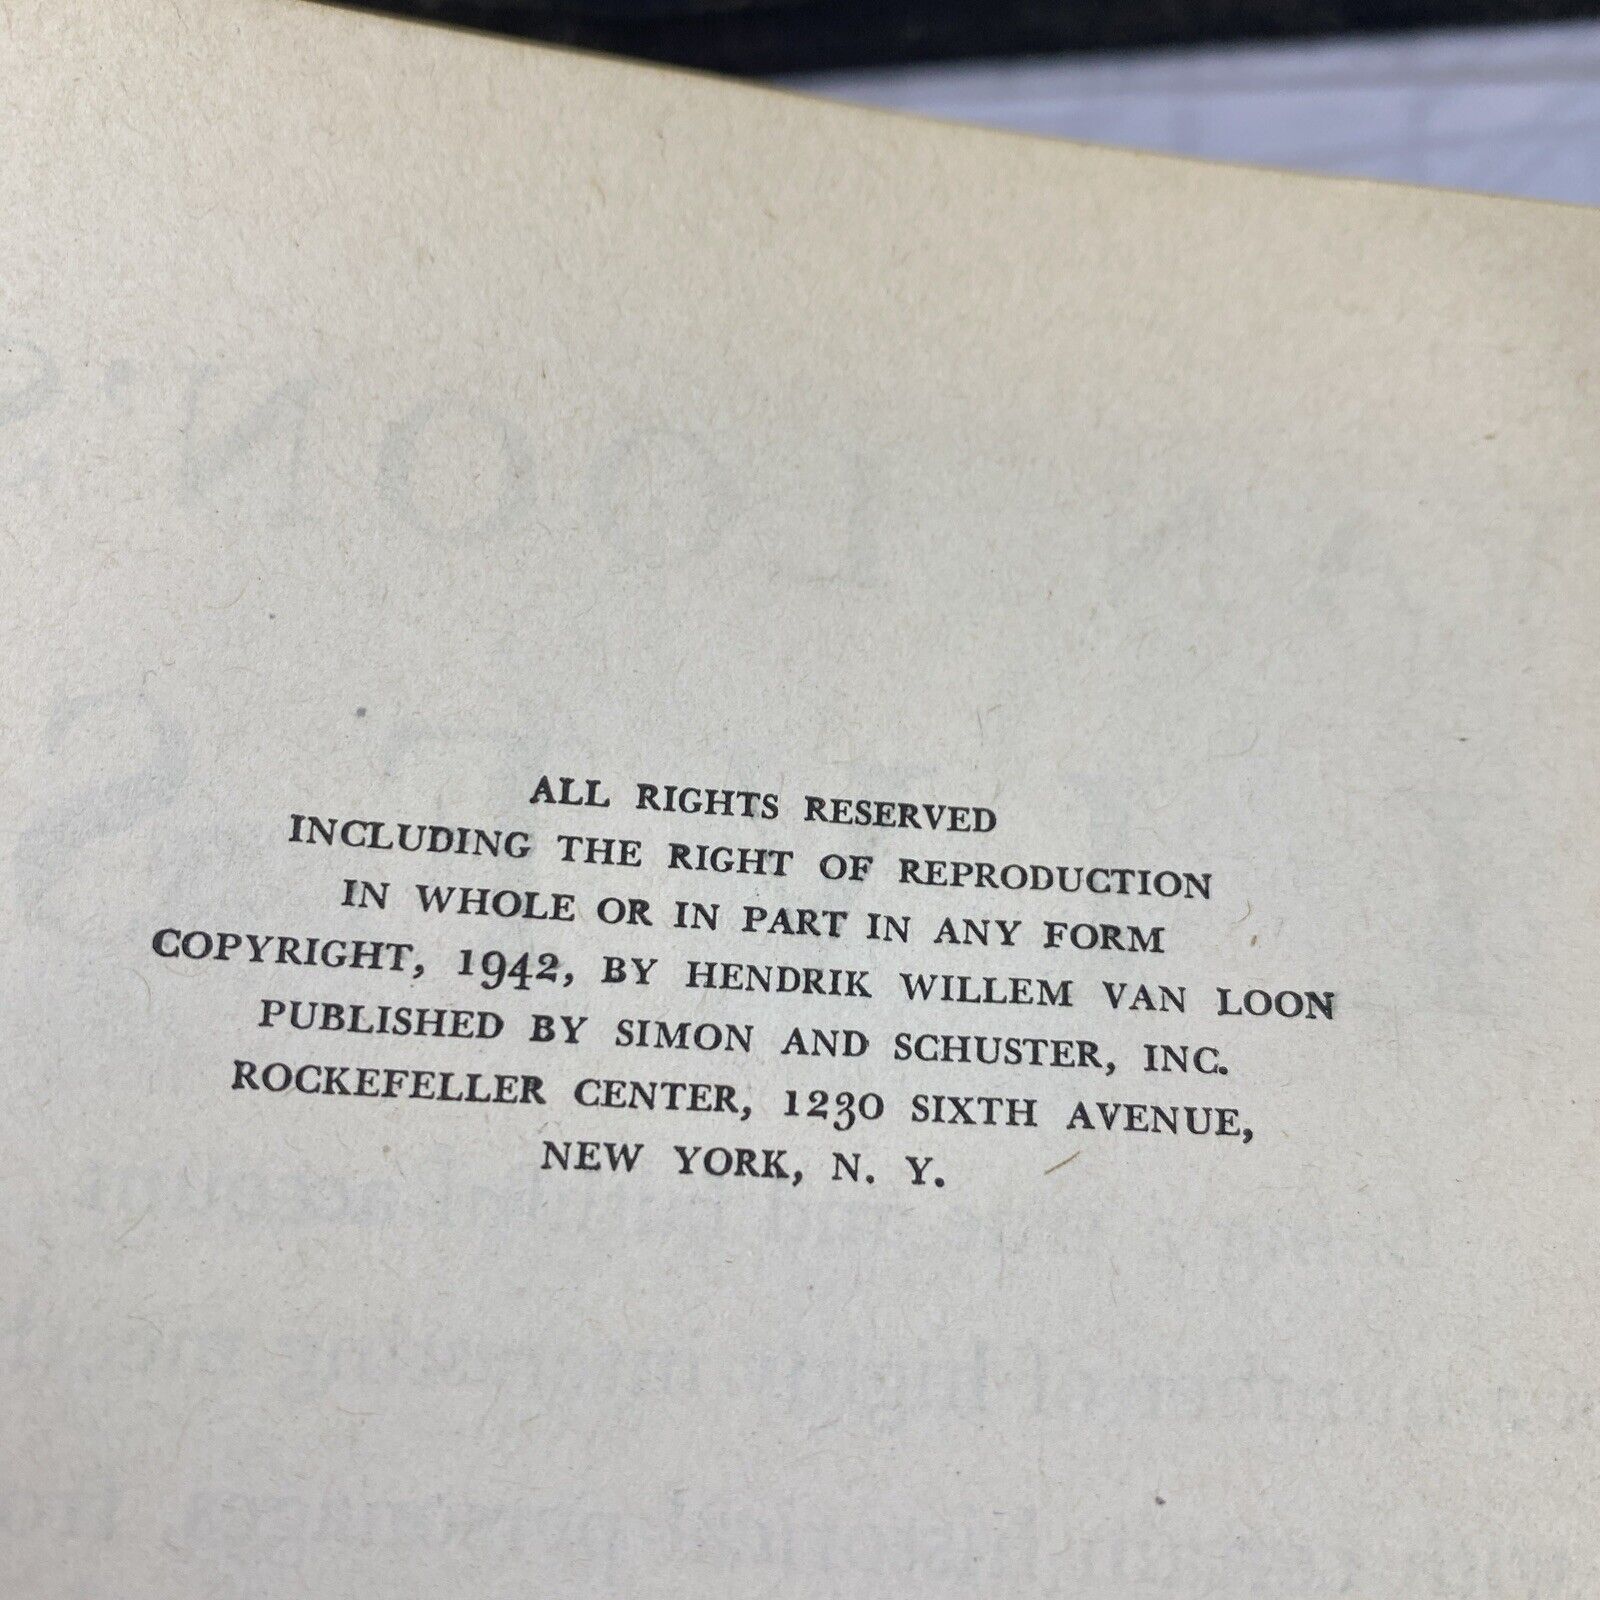 ALL RIGHTS RESERVED
INCLUDING THE RIGHT OF REPRODUCTION
IN WHOLE OR IN PART IN ANY FORM
COPYRIGHT, 1942, BY HENDRIK WILLEM VAN LOON
PUBLISHED BY SIMON AND SCHUSTER, INC.
ROCKEFELLER CENTER, 1230 SIXTH AVENUE,
NEW YORK, N. Y.